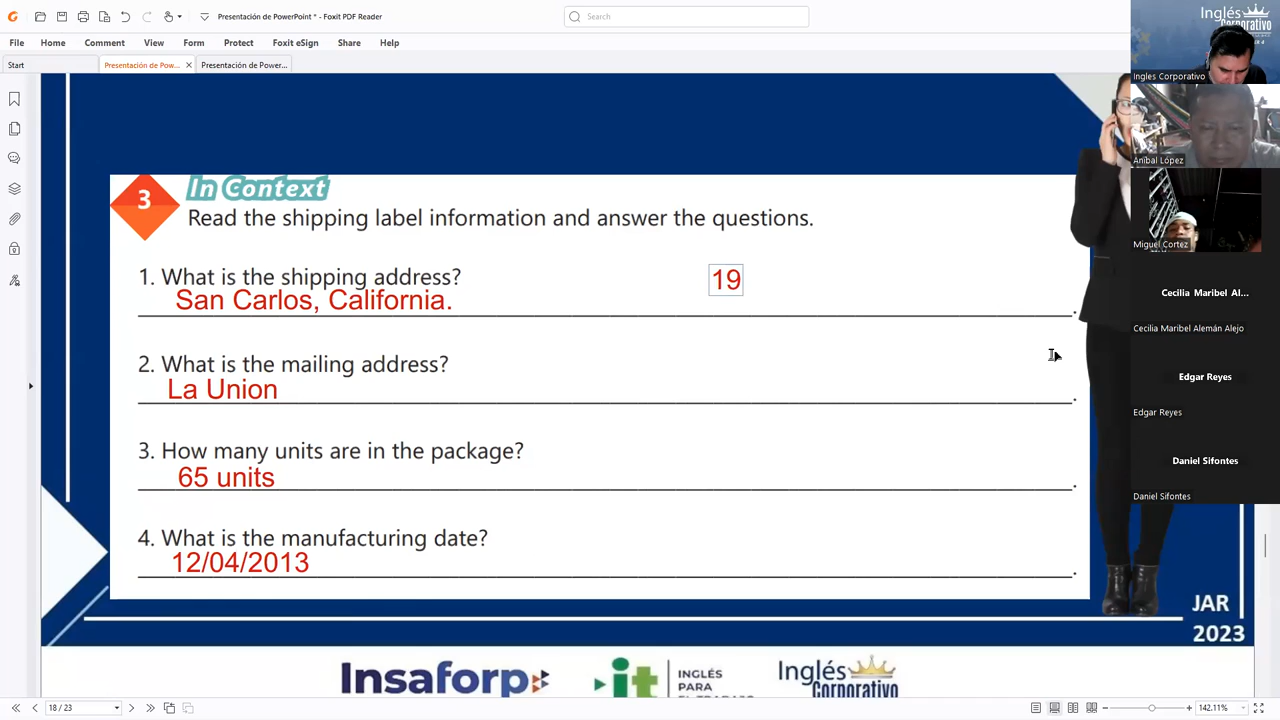 Presentación de PowerPoint * - Foxit PDF Reader
Search
File Home Comment View Form Protect Foxit eSign Share Help
Start Presentación de Pow... Presentación de Power...
3
In Context
Read the shipping label information and answer the questions.
1. What is the shipping address?
19
San Carlos, California.
2. What is the mailing address?
La Union
3. How many units are in the package?
65 units
4. What is the manufacturing date?
12/04/2013
JAR
2023
Insaforp
it
INGLÉS
PARA
Inglés
Corporativo
18 / 23
142.11%
Inglés
Corporativo
Ingles Corporativo
Aníbal López
Miguel Cortez
Cecilia Maribel Al...
Cecilia Maribel Alemán Alejo
Edgar Reyes
Edgar Reyes
Daniel Sifontes
Daniel Sifontes